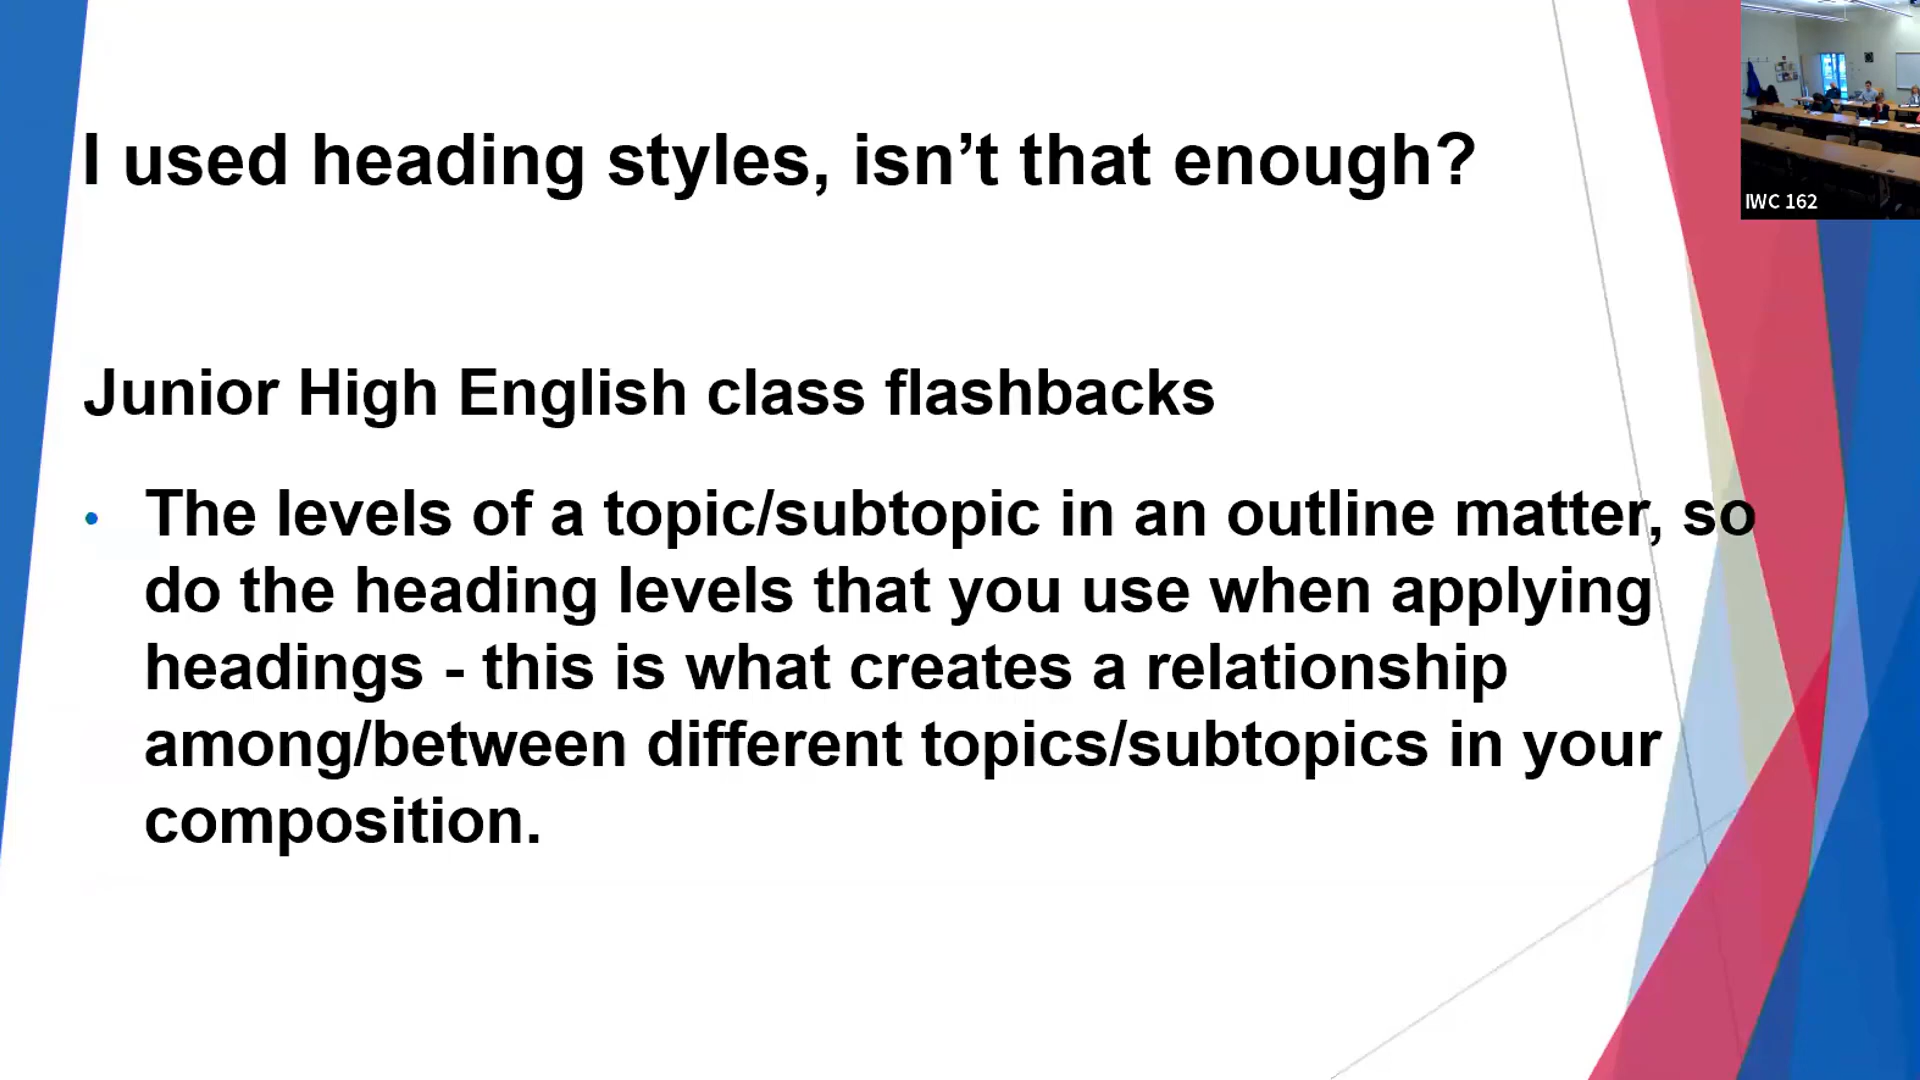 I used heading styles, isn’t that enough?
IWC 162
Junior High English class flashbacks
• The levels of a topic/subtopic in an outline matter, so
do the heading levels that you use when applying
headings - this is what creates a relationship
among/between different topics/subtopics in your
composition.